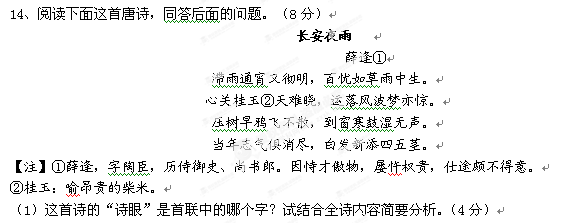 14、阅读下面这首唐诗，回答后面的问题。（8 分）
长安夜雨
薛逢①
滞雨通宵又彻明，百忧如草雨中生。
心关桂玉②天难晓，运落风波梦亦惊。
压树早鸦飞不散，到窗寒鼓湿无声。
当年志气俱消尽，白发新添四五茎。
【注】①薛逢，字陶臣，历侍御史、尚书郎。因恃才傲物，屡忤权贵，仕途颇不得意。
②桂玉：喻昂贵的柴米。
（1）这首诗的“诗眼”是首联中的哪个字？试结合全诗内容简要分析。（4 分）